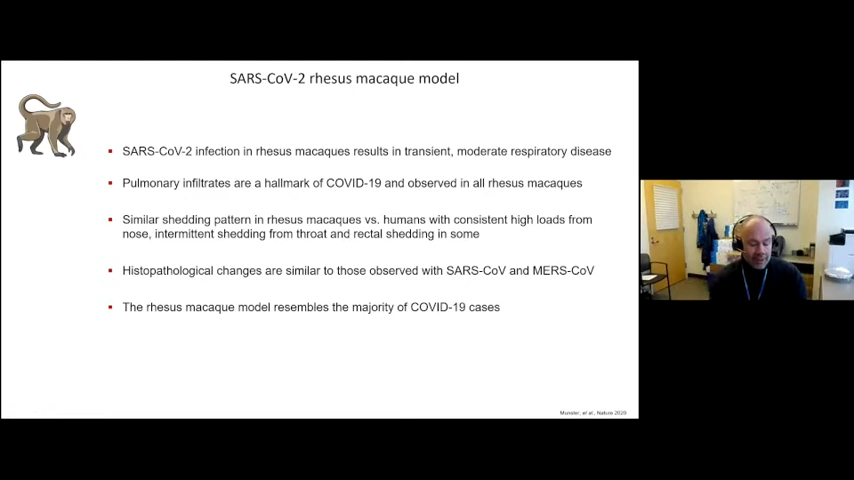 SARS-CoV-2 rhesus macaque model
SARS-CoV-2 infection in rhesus macaques results in transient, moderate respiratory disease
Pulmonary infiltrates are a hallmark of COVID-19 and observed in all rhesus macaques
Similar shedding pattern in rhesus macaques vs. humans with consistent high loads from
nose, intermittent shedding from throat and rectal shedding in some
Histopathological changes are similar to those observed with SARS-CoV and MERS-CoV
The rhesus macaque model resembles the majority of COVID-19 cases
Munster, et al., Nature 2020